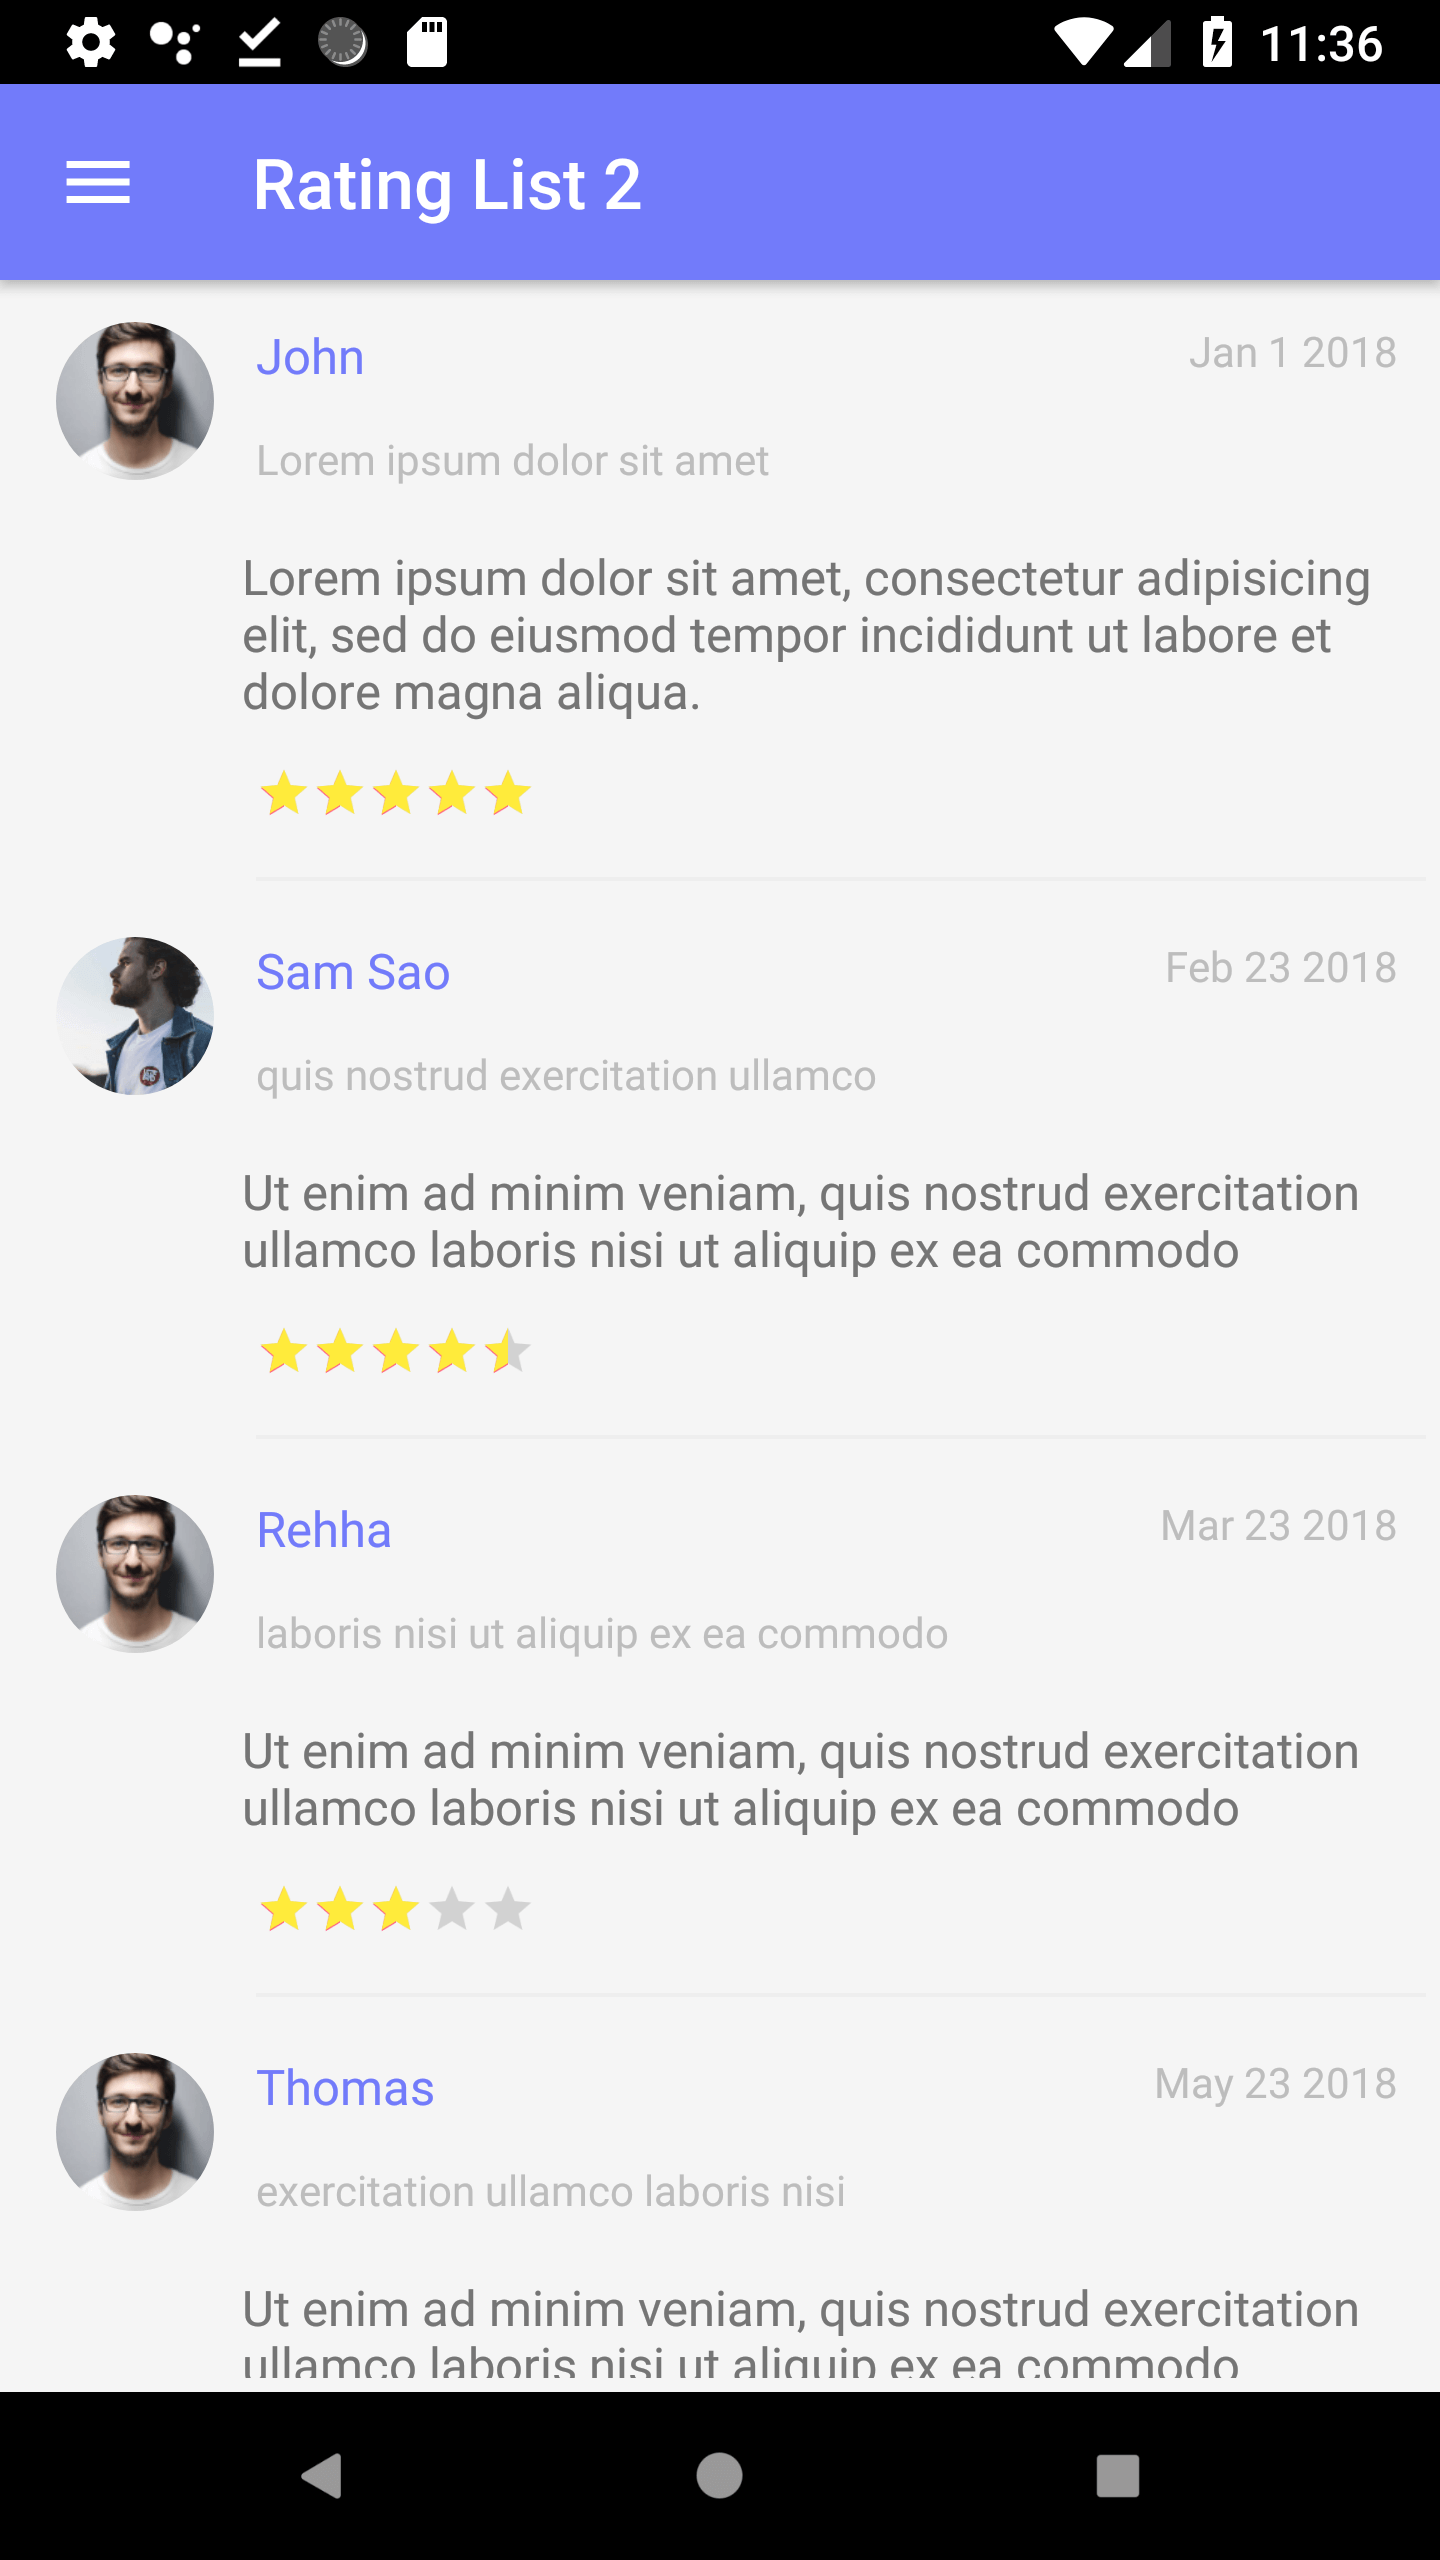 11:36
Rating List 2
John
Jan 1 2018
Lorem ipsum dolor sit amet
Lorem ipsum dolor sit amet, consectetur adipisicing
elit, sed do eiusmod tempor incididunt ut labore et
dolore magna aliqua.
Sam Sao
Feb 23 2018
quis nostrud exercitation ullamco
Ut enim ad minim veniam, quis nostrud exercitation
ullamco laboris nisi ut aliquip ex ea commodo
Rehha
Mar 23 2018
laboris nisi ut aliquip ex ea commodo
Ut enim ad minim veniam, quis nostrud exercitation
ullamco laboris nisi ut aliquip ex ea commodo
Thomas
May 23 2018
exercitation ullamco laboris nisi
Ut enim ad minim veniam, quis nostrud exercitation
ullamco laboris nisi ut aliquip ex ea commodo